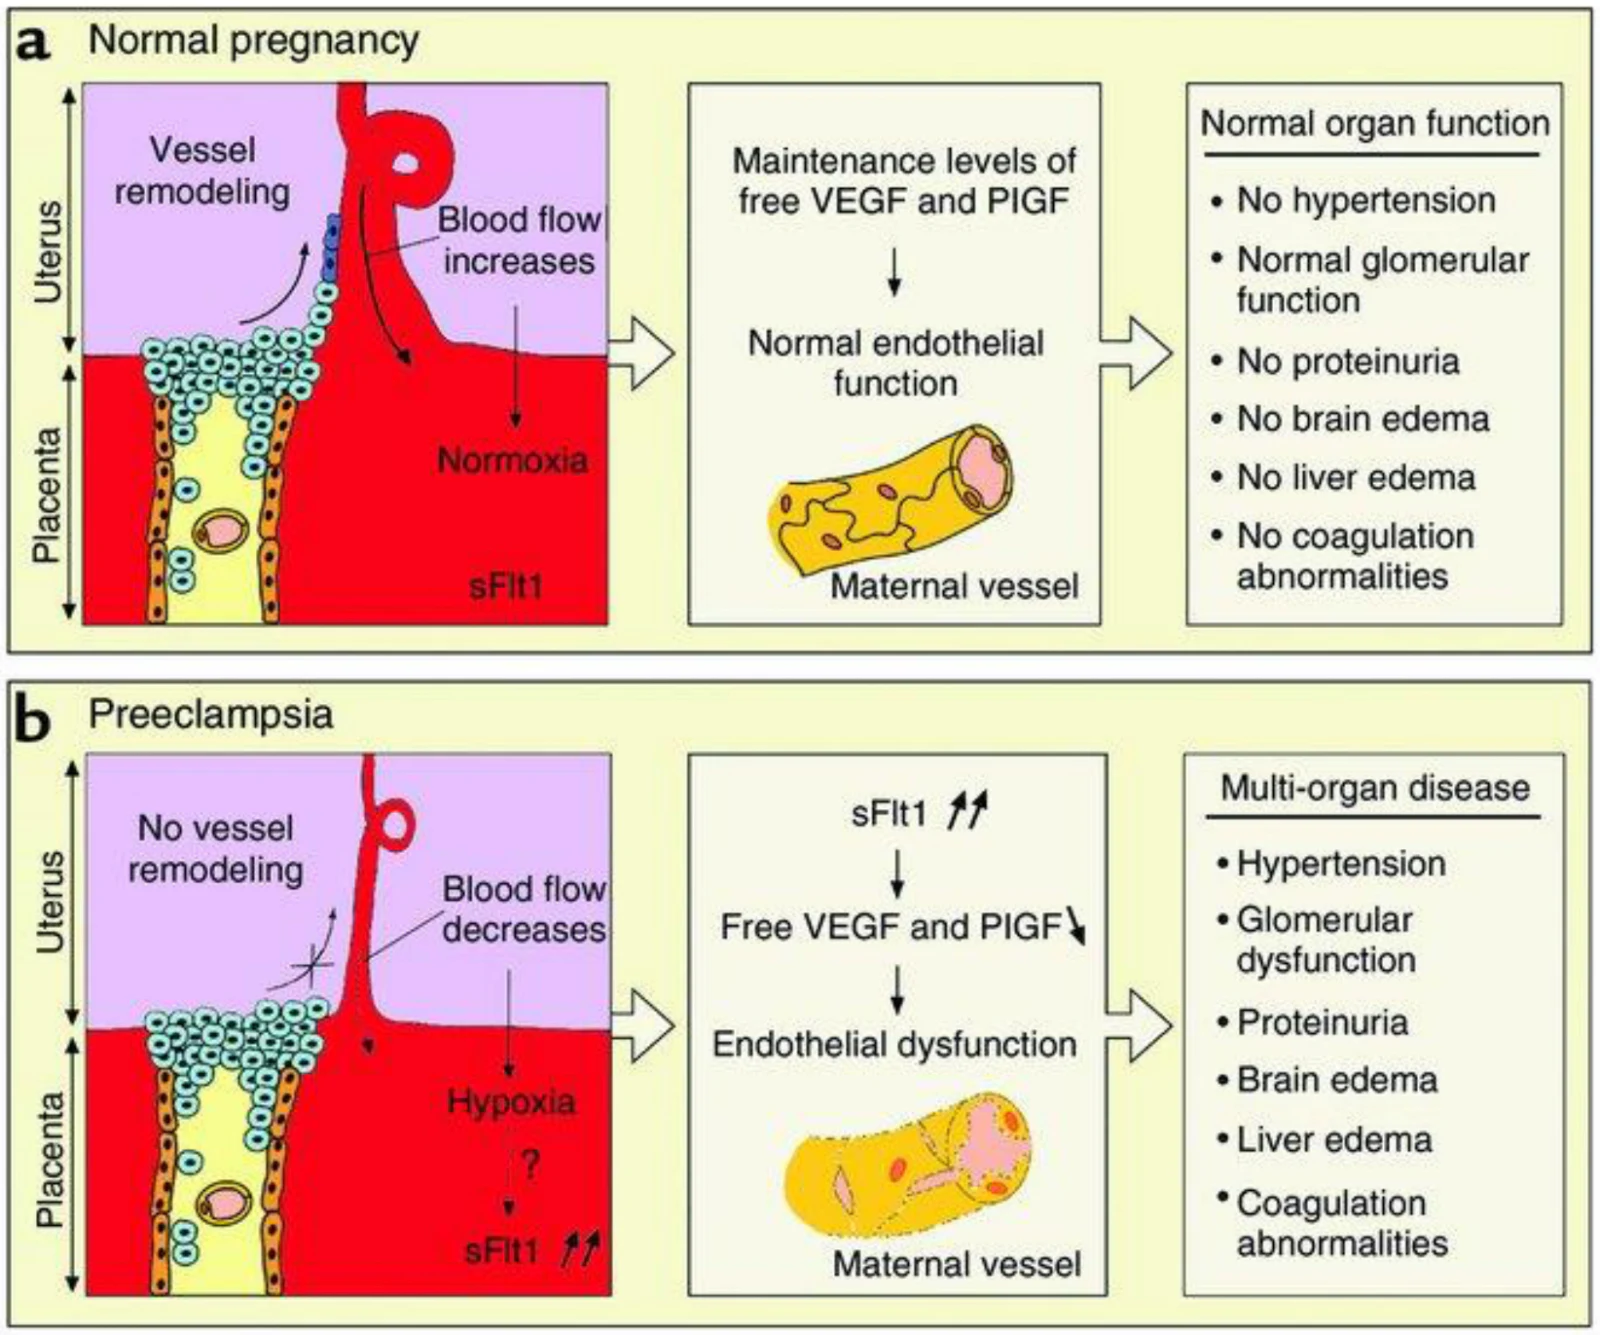 a Normal pregnancy
Uterus
Placenta
Vessel
remodeling
Blood flow
increases
Normoxia
sFlt1
Maintenance levels of
free VEGF and PIGF
Normal endothelial
function
Maternal vessel
Normal organ function
• No hypertension
• Normal glomerular
function
• No proteinuria
• No brain edema
• No liver edema
• No coagulation
abnormalities
b Preeclampsia
Uterus
Placenta
No vessel
remodeling
Blood flow
decreases
Hypoxia
?
sFlt1
sFlt1
Free VEGF and PIGF
Endothelial dysfunction
Maternal vessel
Multi-organ disease
• Hypertension
• Glomerular
dysfunction
• Proteinuria
• Brain edema
• Liver edema
• Coagulation
abnormalities